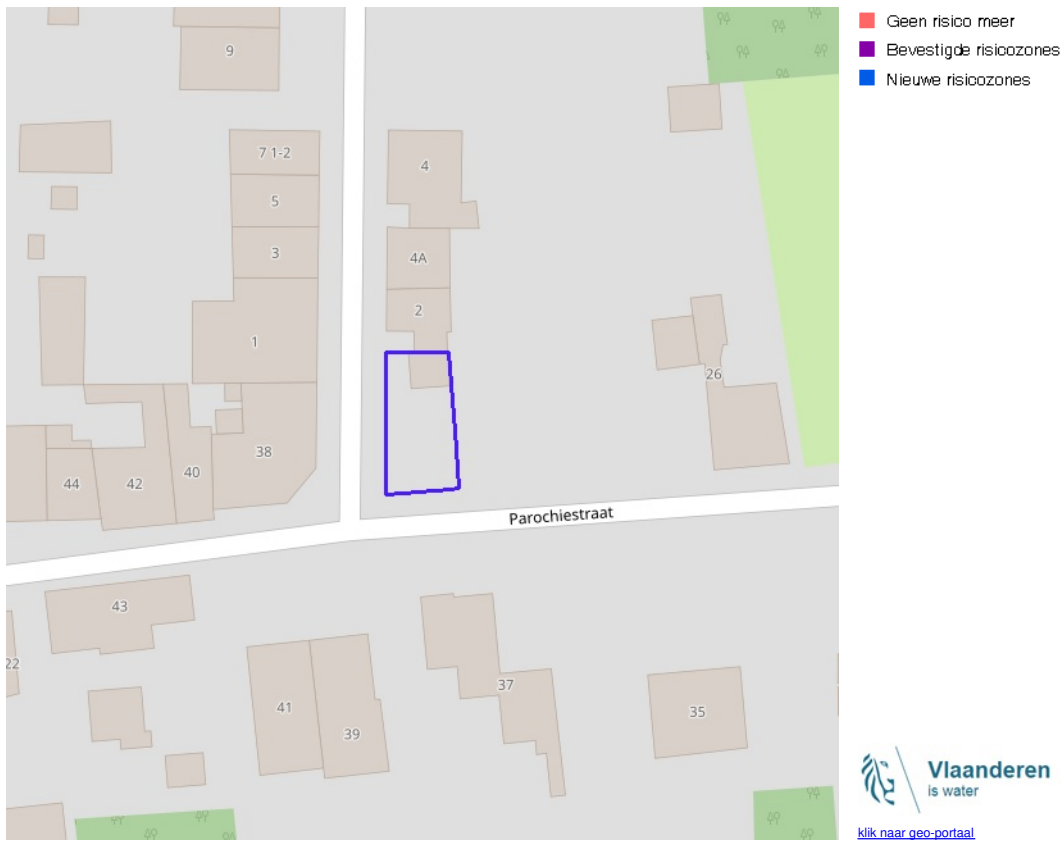 Geen risico meer
Bevestigde risicozones
Nieuwe risicozones
9
7 1-2
5
3
1
4
4A
2
26
38
40
42
44
Parochiestraat
43
22
41
39
37
35
Vlaanderen
is water
klik naar geo-portaal